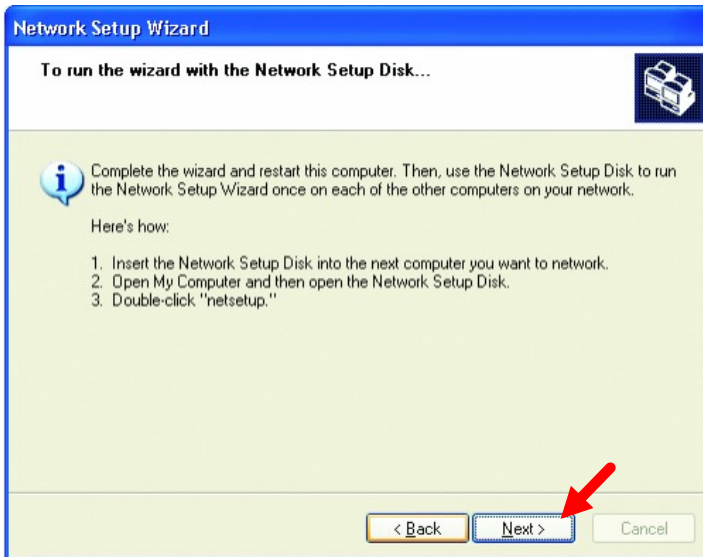 Network Setup Wizard
To run the wizard with the Network Setup Disk...
Complete the wizard and restart this computer. Then, use the Network Setup Disk to run
the Network Setup Wizard once on each of the other computers on your network.
Here's how:
1. Insert the Network Setup Disk into the next computer you want to network.
2. Open My Computer and then open the Network Setup Disk.
3. Double-click "netsetup."
< Back
Next >
Cancel